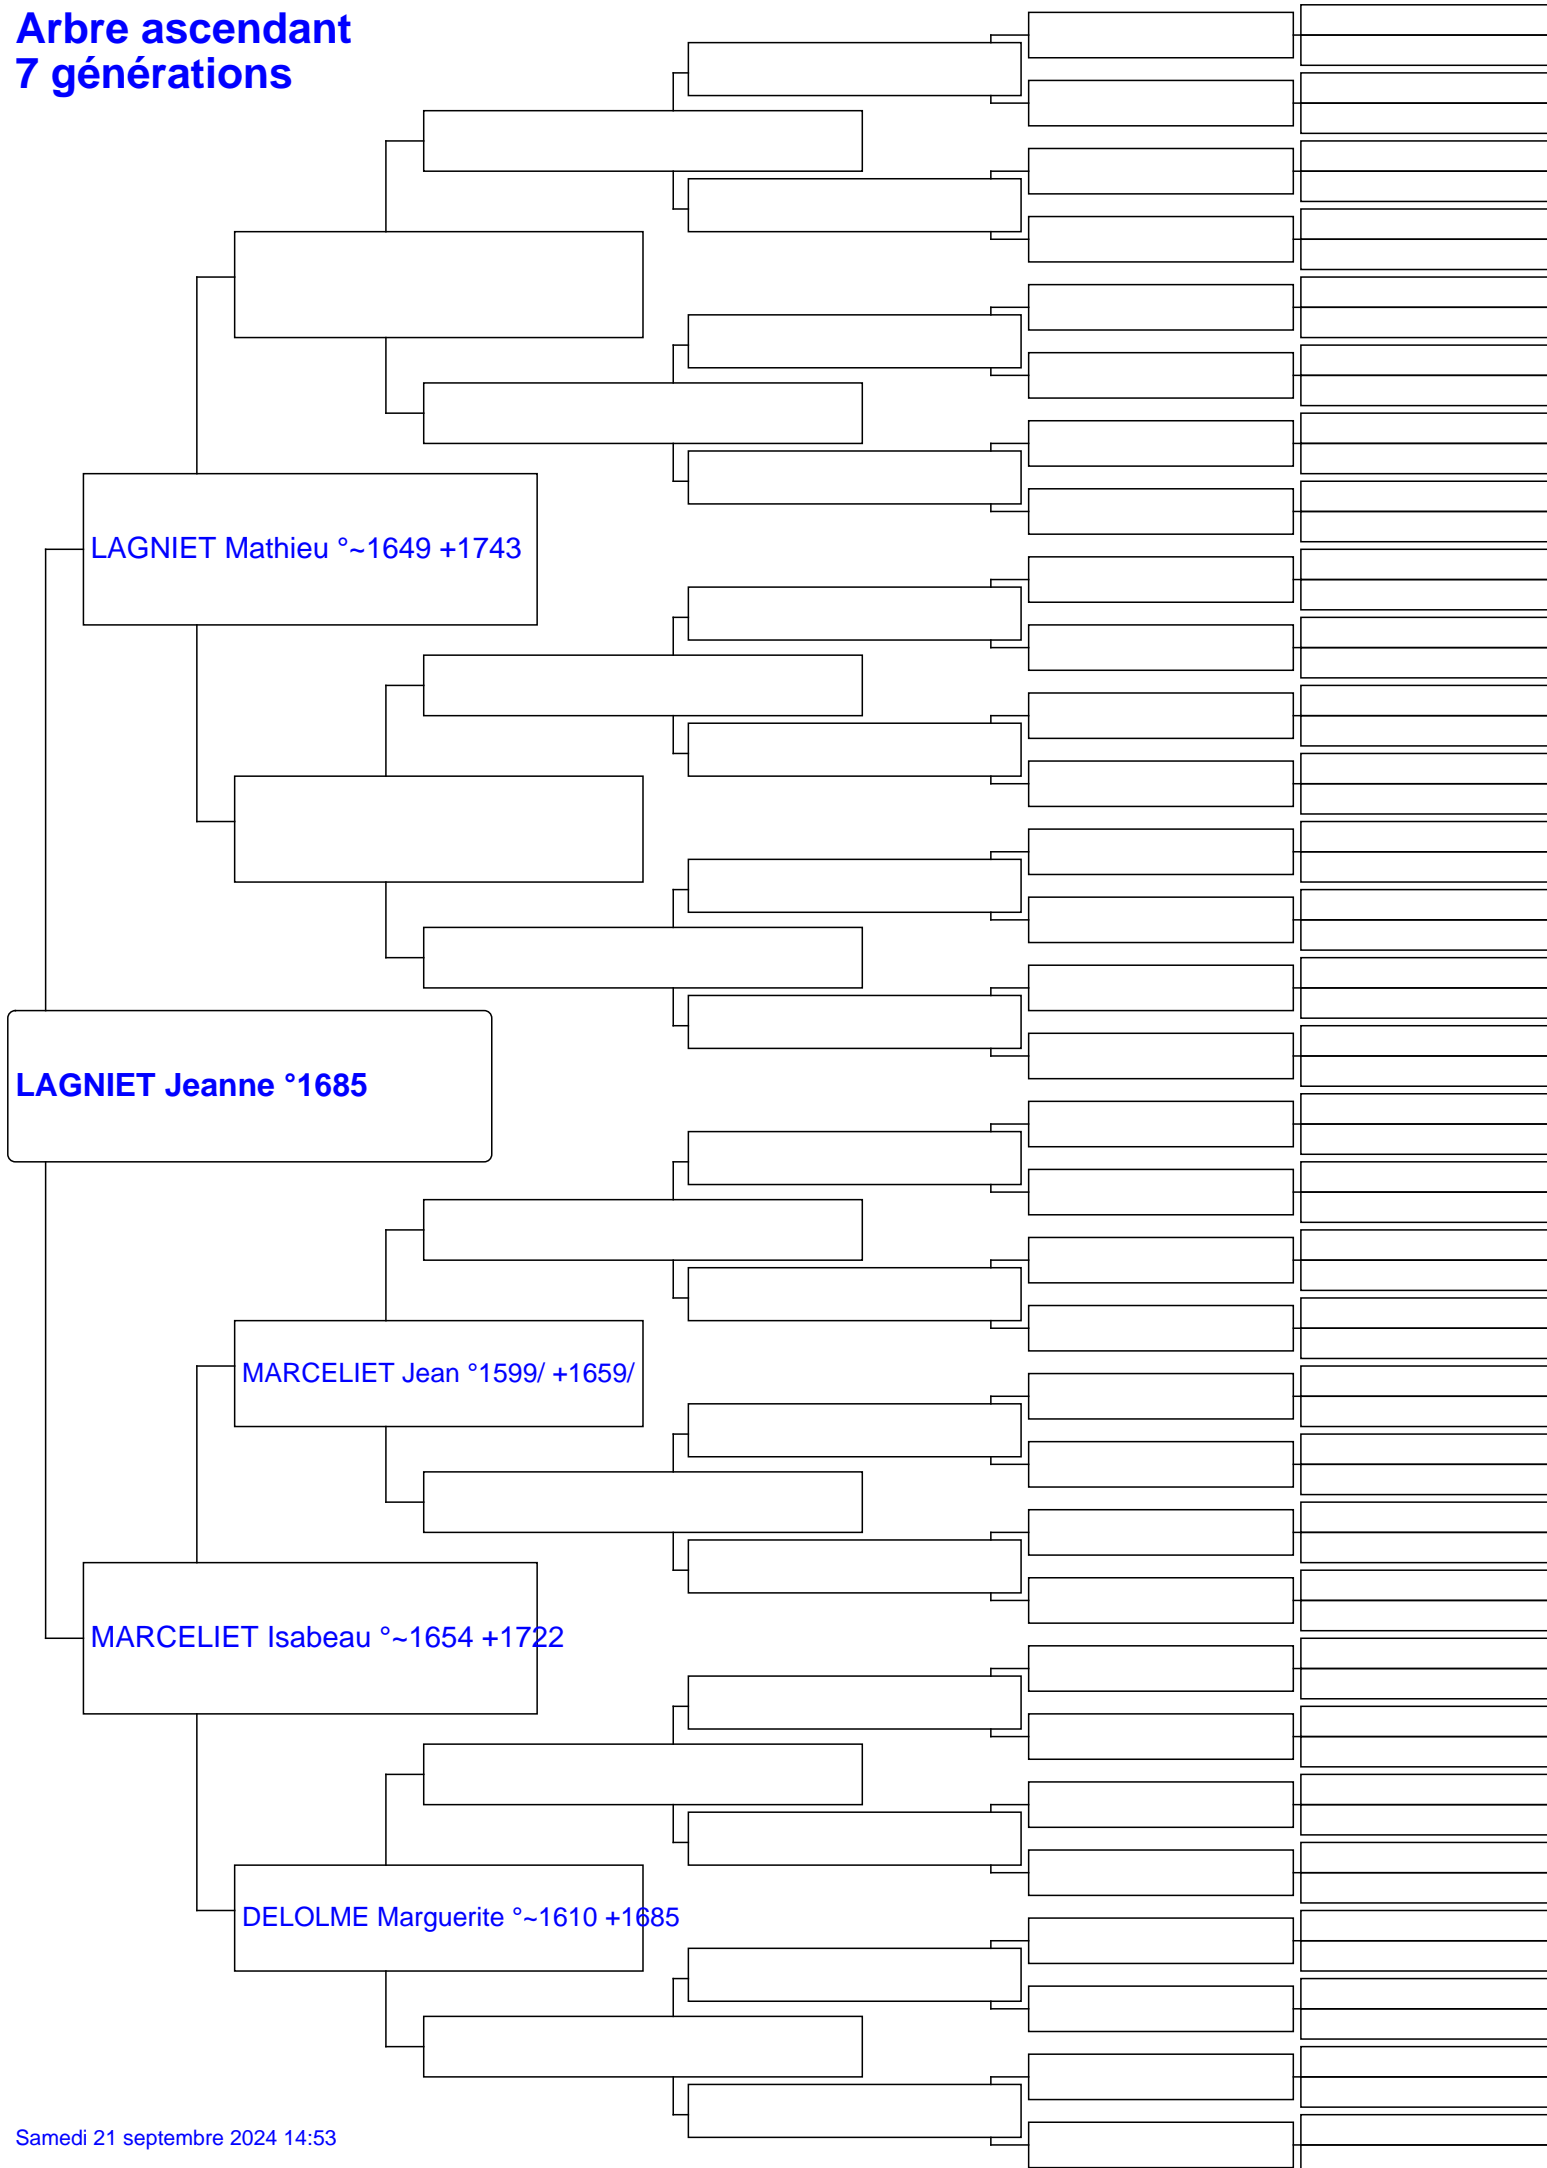 Arbre ascendant
7 générations
LAGNIET Mathieu °~1649 +1743
LAGNIET Jeanne °1685
MARCELIET Jean °1599/ +1659/
MARCELIET Isabeau °~1654 +1722
DELOLME Marguerite °~1610 +1685
Samedi 21 septembre 2024 14:53